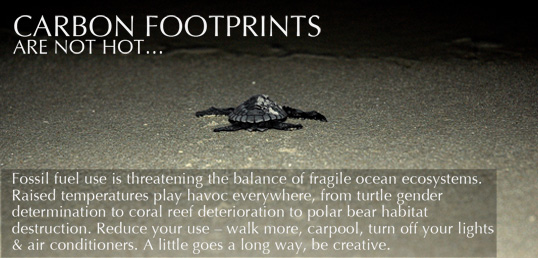 CARBON FOOTPRINTS
ARE NOT HOT...
Fossil fuel use is threatening the balance of fragile ocean ecosystems.
Raised temperatures play havoc everywhere, from turtle gender
determination to coral reef deterioration to polar bear habitat
destruction. Reduce your use – walk more, carpool, turn off your lights
& air conditioners. A little goes a long way, be creative.